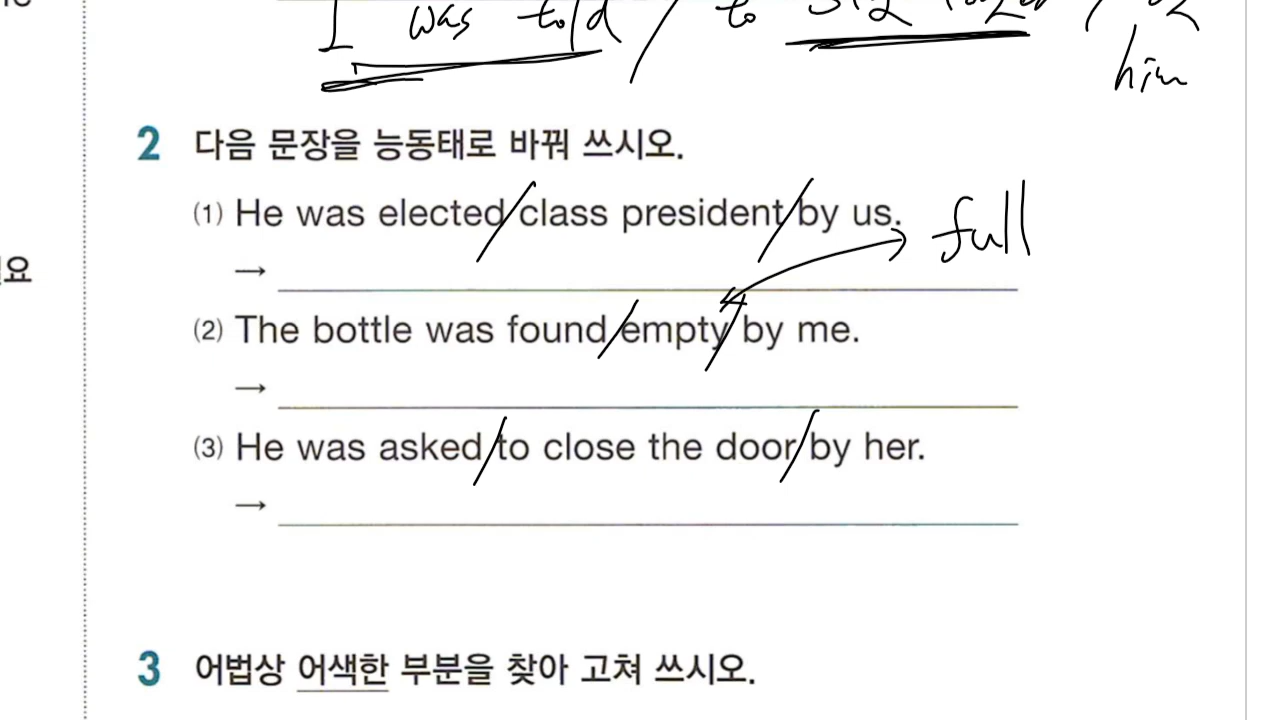 I was told / to
him
2 다음 문장을 능동태로 바꿔 쓰시오.
(1) He was elected/class president/by us.
full
→
(2) The bottle was found/empty/by me.
→
(3) He was asked/to close the door/by her.
→
3 어법상 어색한 부분을 찾아 고쳐 쓰시오.